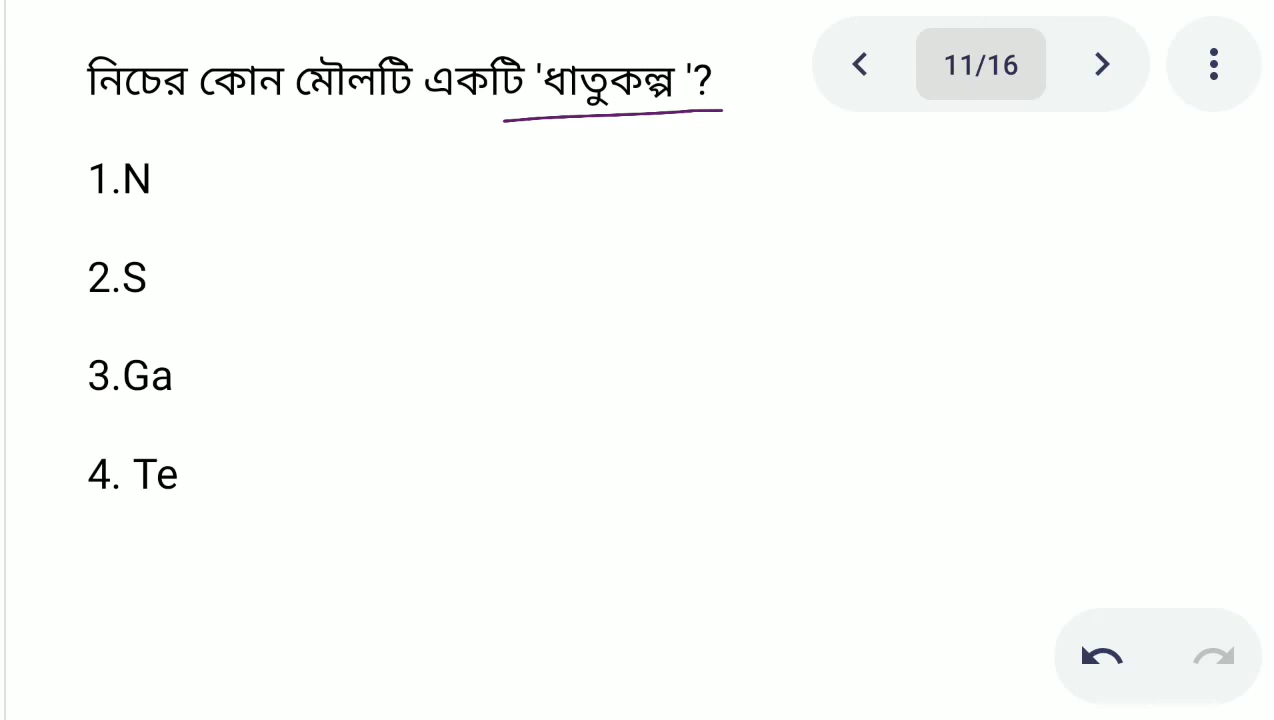 নিচের কোন মৌলটি একটি 'ধাতুকল্প '?
11/16
1.N
2.S
3.Ga
4. Te